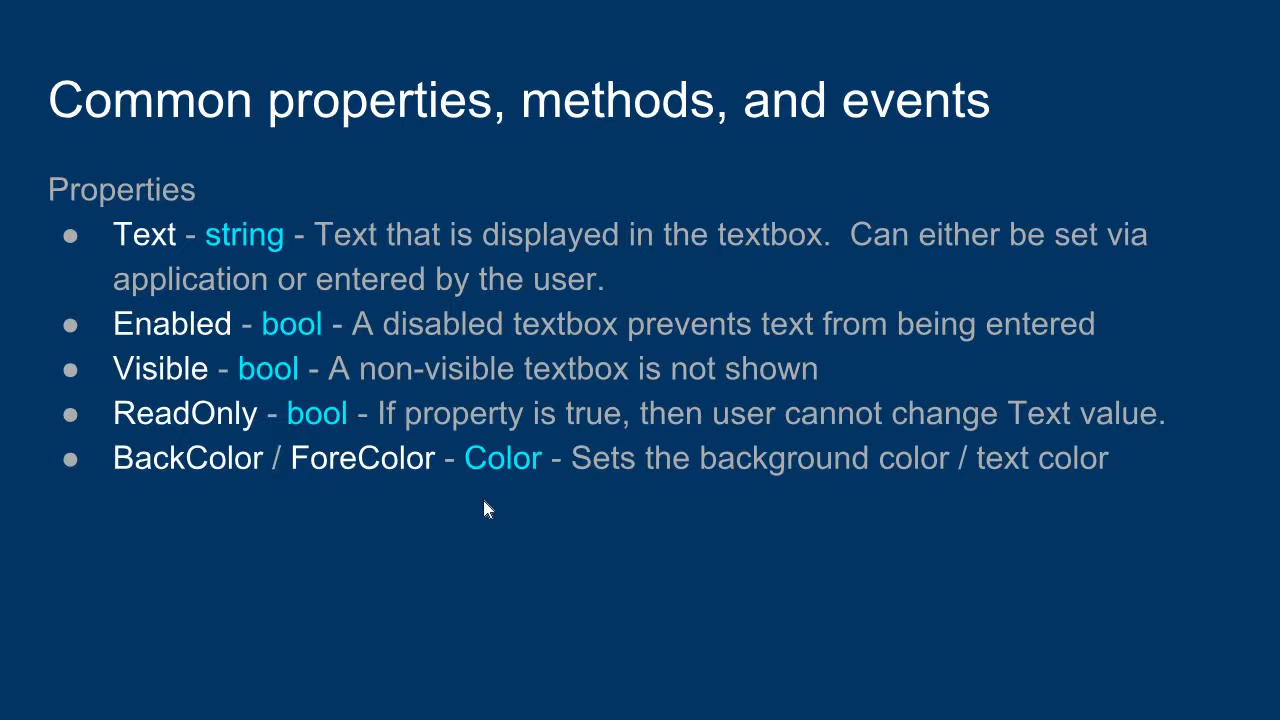 Common properties, methods, and events
Properties
● Text - string - Text that is displayed in the textbox.  Can either be set via
application or entered by the user.
● Enabled - bool - A disabled textbox prevents text from being entered
● Visible - bool - A non-visible textbox is not shown
● ReadOnly - bool - If property is true, then user cannot change Text value.
● BackColor / ForeColor - Color - Sets the background color / text color